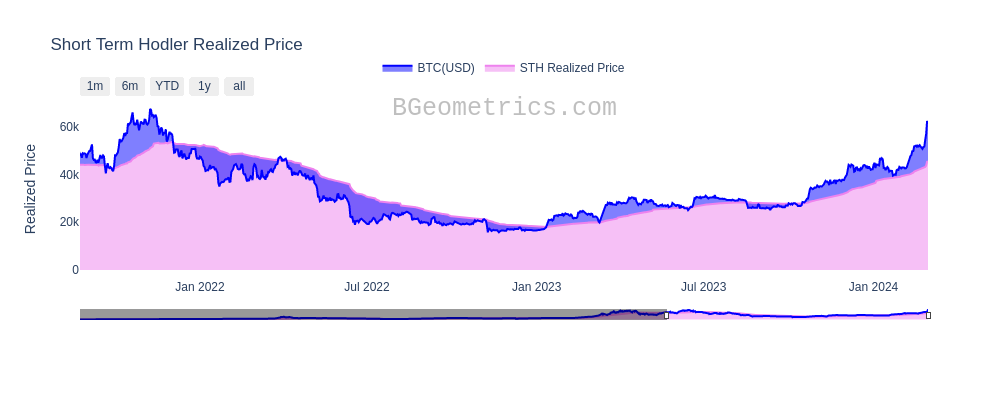 Short Term Hodler Realized Price
BTC(USD) STH Realized Price
1m 6m YTD 1y all
BGeometrics.com
Realized Price
60k
40k
20k
0
Jan 2022 Jul 2022 Jan 2023 Jul 2023 Jan 2024